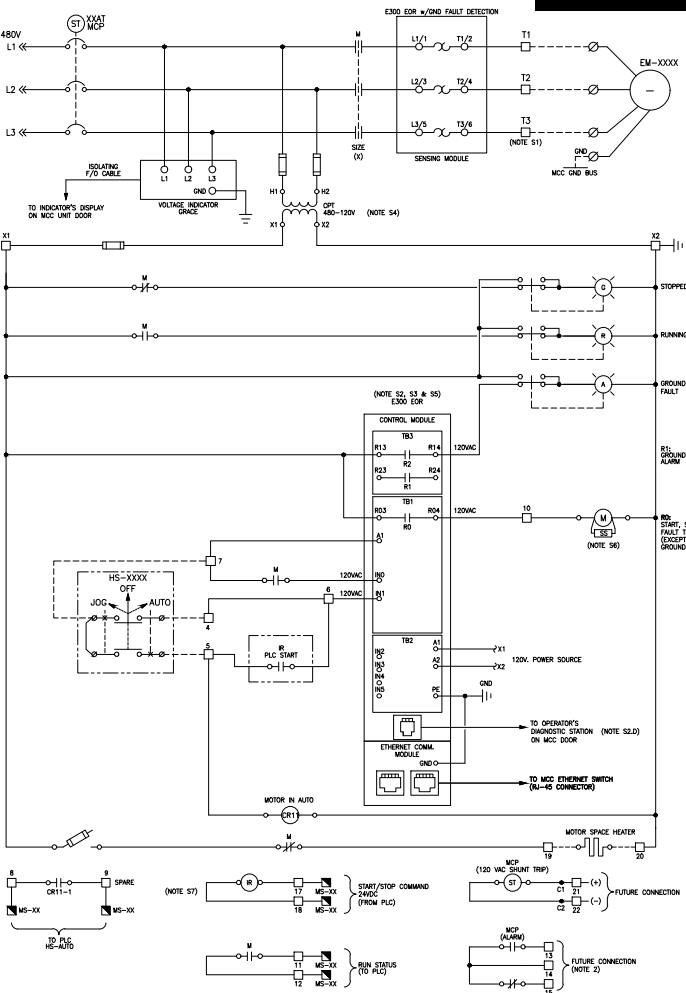 E300 EOR w/GND FAULT DETECTION
480V
ST
XXAT
MCP
M
L1
L1/1
T1/2
T1
EM-XXXX
L2
L2/3
T2/4
T2
L3
L3/5
T3/6
T3
(NOTE S1)
SIZE
(X)
SENSING MODULE
GND
MCC GND BUS
ISOLATING
F/O CABLE
L1
L2
L3
GND
TO INDICATOR'S DISPLAY
ON MCC UNIT DOOR
VOLTAGE INDICATOR
GRACE
H1
H2
CPT
480-120V
(NOTE S4)
X1
X2
X1
X2
M
G
STOPPED
M
R
RUNNING
A
GROUND
FAULT
(NOTE S2, S3 & S5)
E300 EOR
CONTROL MODULE
TB3
R13
R14
120VAC
R2
R23
R24
R1
R1:
GROUND
ALARM
TB1
R03
R04
120VAC
R0
10
M
SS
(NOTE S6)
R0:
START, S
FAULT T
(EXCEPT
GROUND
A1
7
M
120VAC
IN0
6
120VAC
IN1
HS-XXXX
OFF
JOG
AUTO
X
X
4
5
IR
PLC START
TB2
IN2
IN3
IN4
IN5
A1
X1
A2
X2
120V. POWER SOURCE
PE
GND
TO OPERATOR'S
DIAGNOSTIC STATION
ON MCC DOOR
(NOTE S2.D)
ETHERNET COMM.
MODULE
GND
TO MCC ETHERNET SWITCH
(RJ-45 CONNECTOR)
MOTOR IN AUTO
CR11
M
MOTOR SPACE HEATER
19
20
8
9
SPARE
CR11-1
MS-XX
MS-XX
TO PLC
HS-AUTO
(NOTE S7)
IR
17
MS-XX
18
MS-XX
START/STOP COMMAND
24VDC
(FROM PLC)
M
11
MS-XX
12
MS-XX
RUN STATUS
(TO PLC)
MCP
(120 VAC SHUNT TRIP)
ST
C1
21
(+)
C2
22
(-)
FUTURE CONNECTION
MCP
(ALARM)
13
14
15
FUTURE CONNECTION
(NOTE 2)